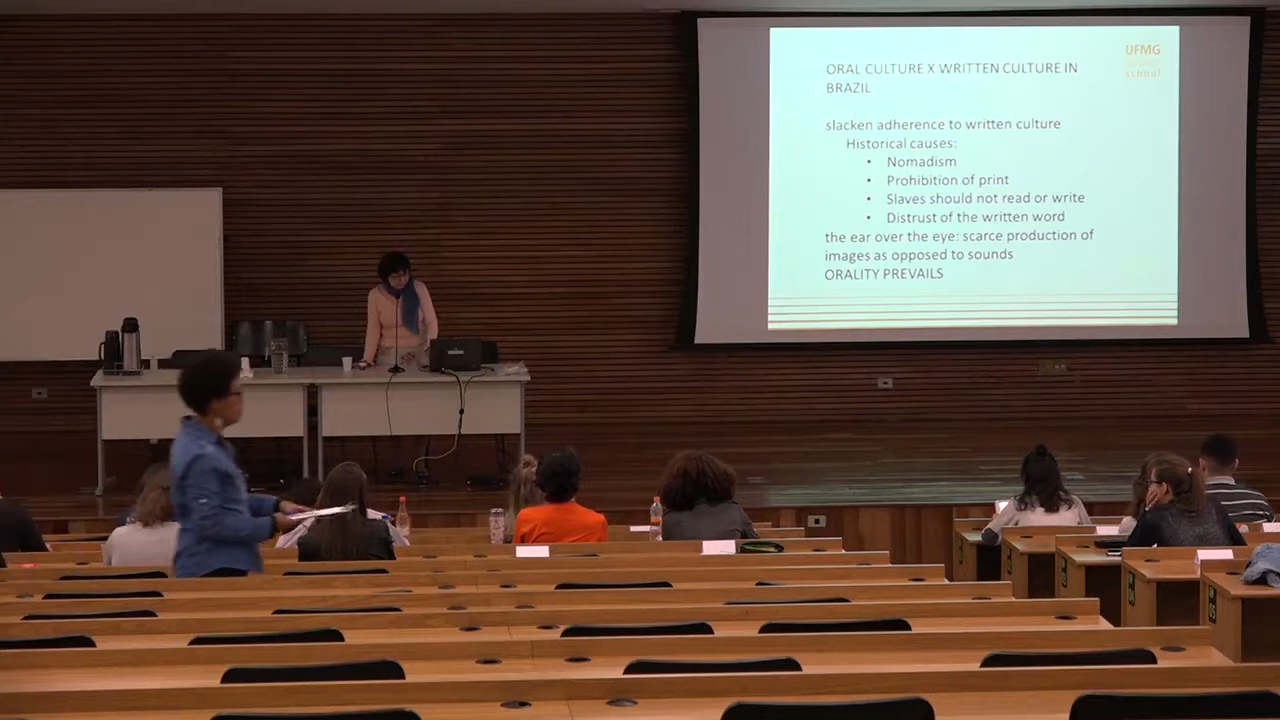 UFMG
school
ORAL CULTURE X WRITTEN CULTURE IN
BRAZIL
slacken adherence to written culture
Historical causes:
• Nomadism
• Prohibition of print
• Slaves should not read or write
• Distrust of the written word
the ear over the eye: scarce production of
images as opposed to sounds
ORALITY PREVAILS